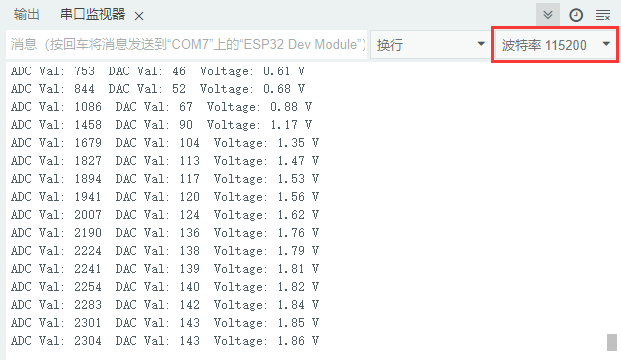 输出 串口监视器
消息（按回车将消息发送到“COM7”上的“ESP32 Dev Module”） 换行 波特率 115200
ADC Val: 753 DAC Val: 46 Voltage: 0.61 V
ADC Val: 844 DAC Val: 52 Voltage: 0.68 V
ADC Val: 1086 DAC Val: 67 Voltage: 0.88 V
ADC Val: 1458 DAC Val: 90 Voltage: 1.17 V
ADC Val: 1679 DAC Val: 104 Voltage: 1.35 V
ADC Val: 1827 DAC Val: 113 Voltage: 1.47 V
ADC Val: 1894 DAC Val: 117 Voltage: 1.53 V
ADC Val: 1941 DAC Val: 120 Voltage: 1.56 V
ADC Val: 2007 DAC Val: 124 Voltage: 1.62 V
ADC Val: 2190 DAC Val: 136 Voltage: 1.76 V
ADC Val: 2224 DAC Val: 138 Voltage: 1.79 V
ADC Val: 2241 DAC Val: 139 Voltage: 1.81 V
ADC Val: 2254 DAC Val: 140 Voltage: 1.82 V
ADC Val: 2283 DAC Val: 142 Voltage: 1.84 V
ADC Val: 2301 DAC Val: 143 Voltage: 1.85 V
ADC Val: 2304 DAC Val: 143 Voltage: 1.86 V